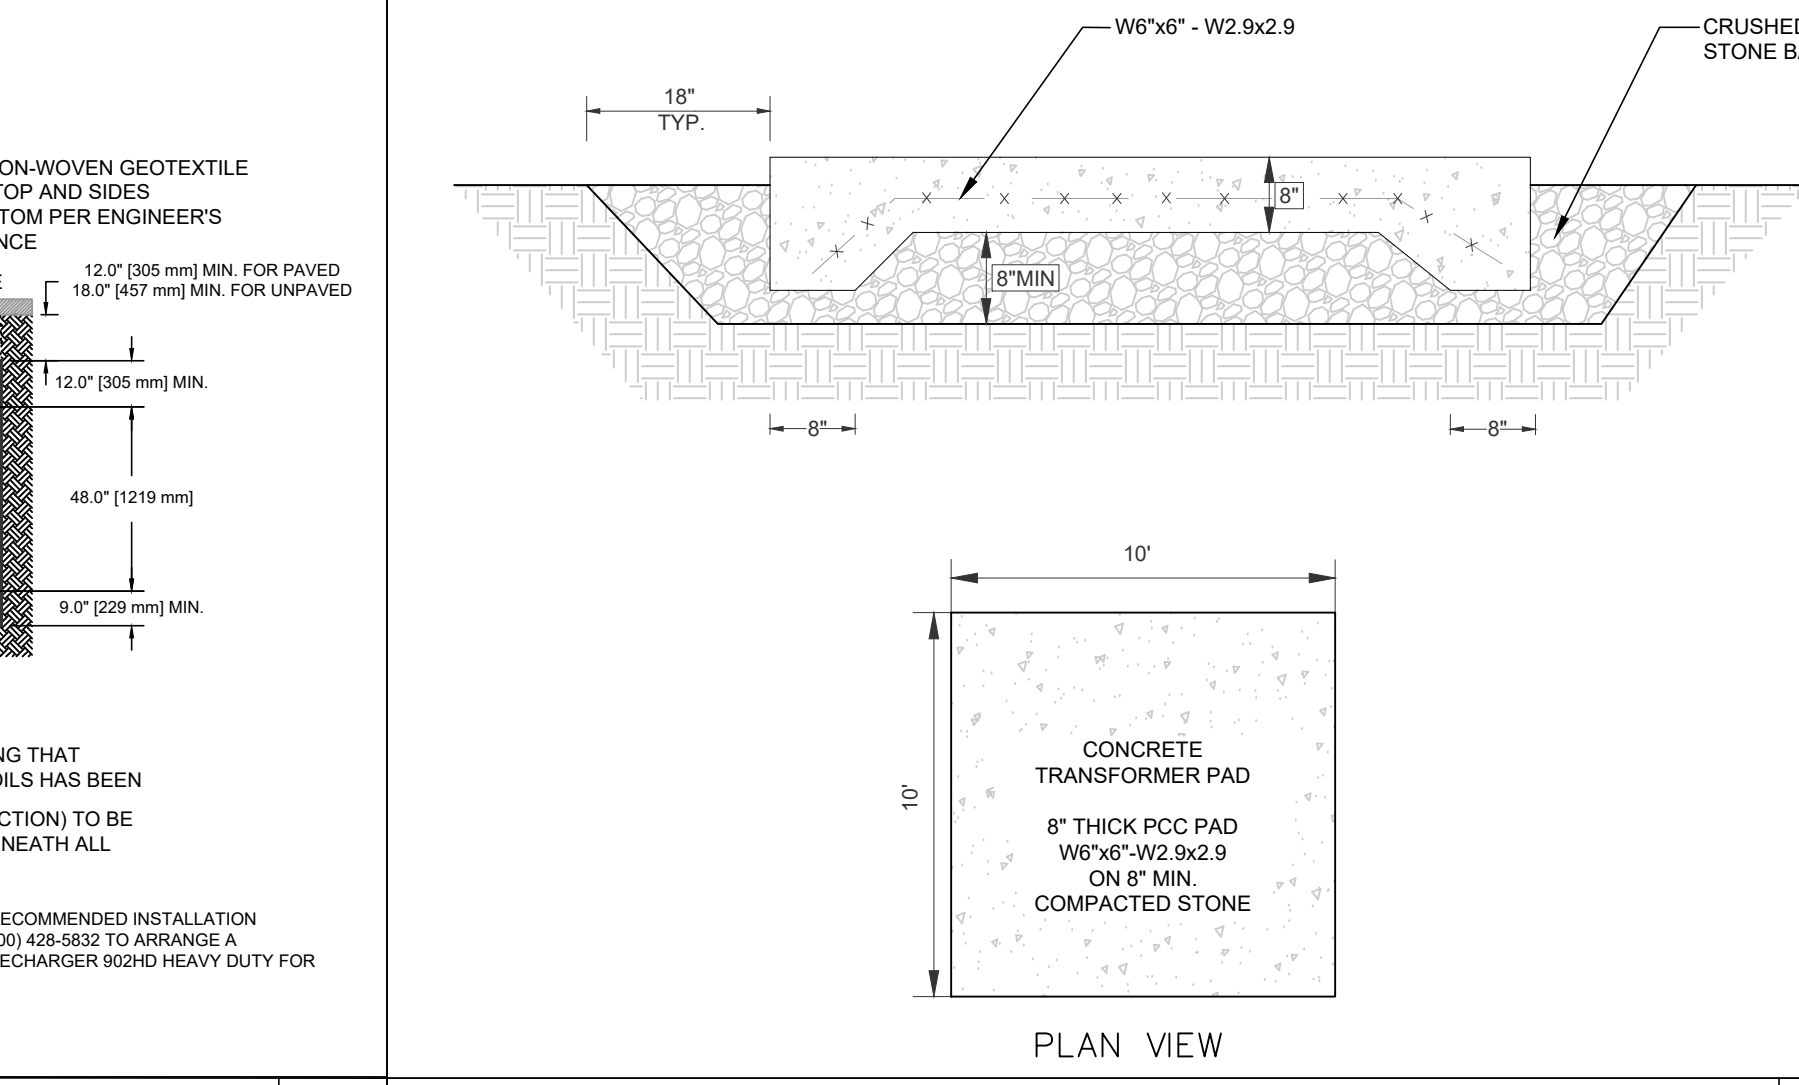 ON-WOVEN GEOTEXTILE
TOP AND SIDES
TOM PER ENGINEER'S
NCE
12.0" [305 mm] MIN. FOR PAVED
18.0" [457 mm] MIN. FOR UNPAVED
12.0" [305 mm] MIN.
48.0" [1219 mm]
9.0" [229 mm] MIN.
NG THAT
OILS HAS BEEN
CTION) TO BE
NEATH ALL
ECOMMENDED INSTALLATION
00) 428-5832 TO ARRANGE A
ECHARGER 902HD HEAVY DUTY FOR
W6"x6" - W2.9x2.9
CRUSHED
STONE BA
18"
TYP.
8"
8"MIN
8"
8"
10'
10'
CONCRETE
TRANSFORMER PAD
8" THICK PCC PAD
W6"x6"-W2.9x2.9
ON 8" MIN.
COMPACTED STONE
PLAN VIEW